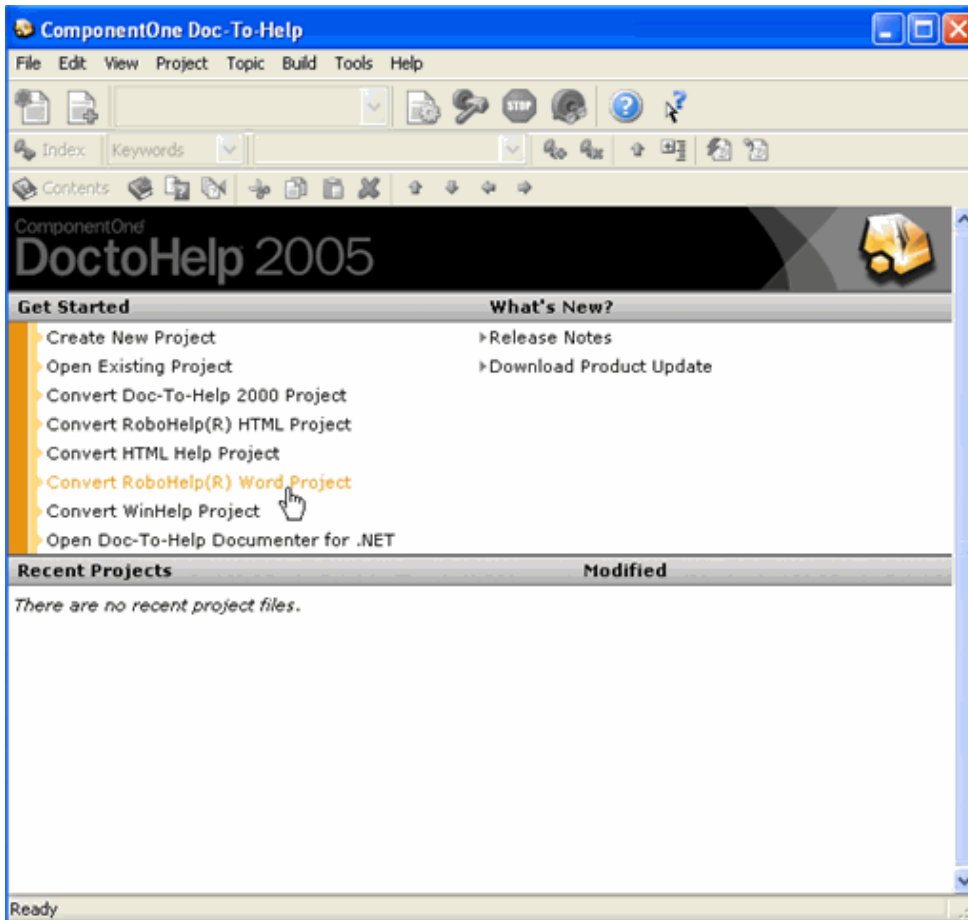 ComponentOne Doc-To-Help
File Edit View Project Topic Build Tools Help
STOP
Index Keywords
Contents
ComponentOne
DoctoHelp 2005
Get Started What's New?
Create New Project Release Notes
Open Existing Project Download Product Update
Convert Doc-To-Help 2000 Project
Convert RoboHelp(R) HTML Project
Convert HTML Help Project
Convert RoboHelp(R) Word Project
Convert WinHelp Project
Open Doc-To-Help Documenter for .NET
Recent Projects Modified
There are no recent project files.
Ready